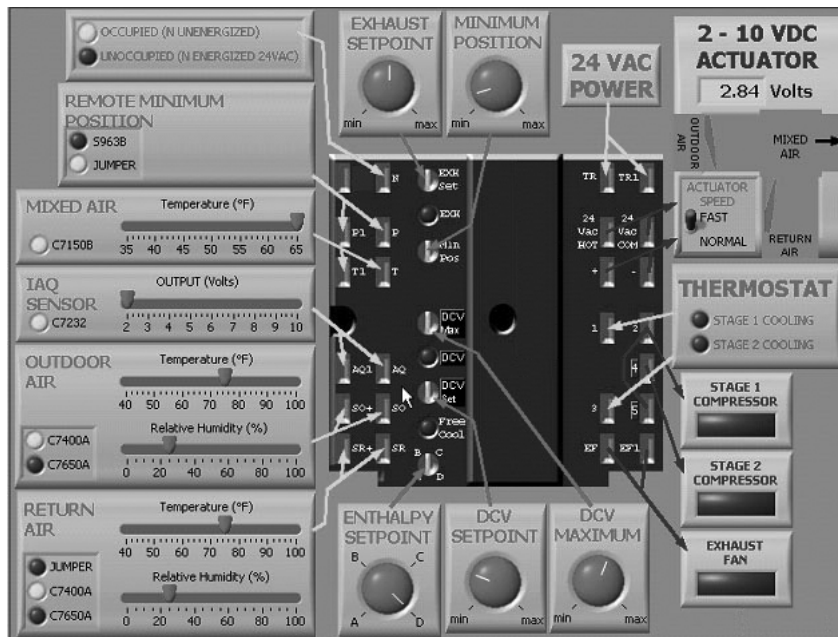 OCCUPIED (N UNENERGIZED)
UNOCCUPIED (N ENERGIZED 24VAC)
REMOTE MINIMUM
POSITION
S963B
JUMPER
MIXED AIR
Temperature (°F)
C7150B
35 40 45 50 55 60 65
IAQ
SENSOR
OUTPUT (Volts)
C7232
2 3 4 5 6 7 8 9 10
OUTDOOR
AIR
Temperature (°F)
40 50 60 70 80 90 100
Relative Humidity (%)
C7400A
C7650A
0 20 40 60 80 100
RETURN
AIR
Temperature (°F)
40 50 60 70 80 90 100
JUMPER
C7400A
C7650A
Relative Humidity (%)
0 20 40 60 80 100
EXHAUST
SETPOINT
min max
MINIMUM
POSITION
min max
N
EXH
Set
P1 P
EXH
Min
Pos
T1 T
DCV
Max
AQ1 AQ
DCV
DCV
Set
SO+ SO
Free
Cool
SR+ SR
B C
A D
24 VAC
POWER
TR TR1
24
Vac
HOT
24
Vac
COM
+ -
1 2
4
3 5
EF EF1
ENTHALPY
SETPOINT
B C
A D
DCV
SETPOINT
min max
DCV
MAXIMUM
min max
2 - 10 VDC
ACTUATOR
2.84 Volts
OUTDOOR
AIR
MIXED
AIR
ACTUATOR
SPEED
FAST
NORMAL
RETURN
AIR
THERMOSTAT
STAGE 1 COOLING
STAGE 2 COOLING
STAGE 1
COMPRESSOR
STAGE 2
COMPRESSOR
EXHAUST
FAN